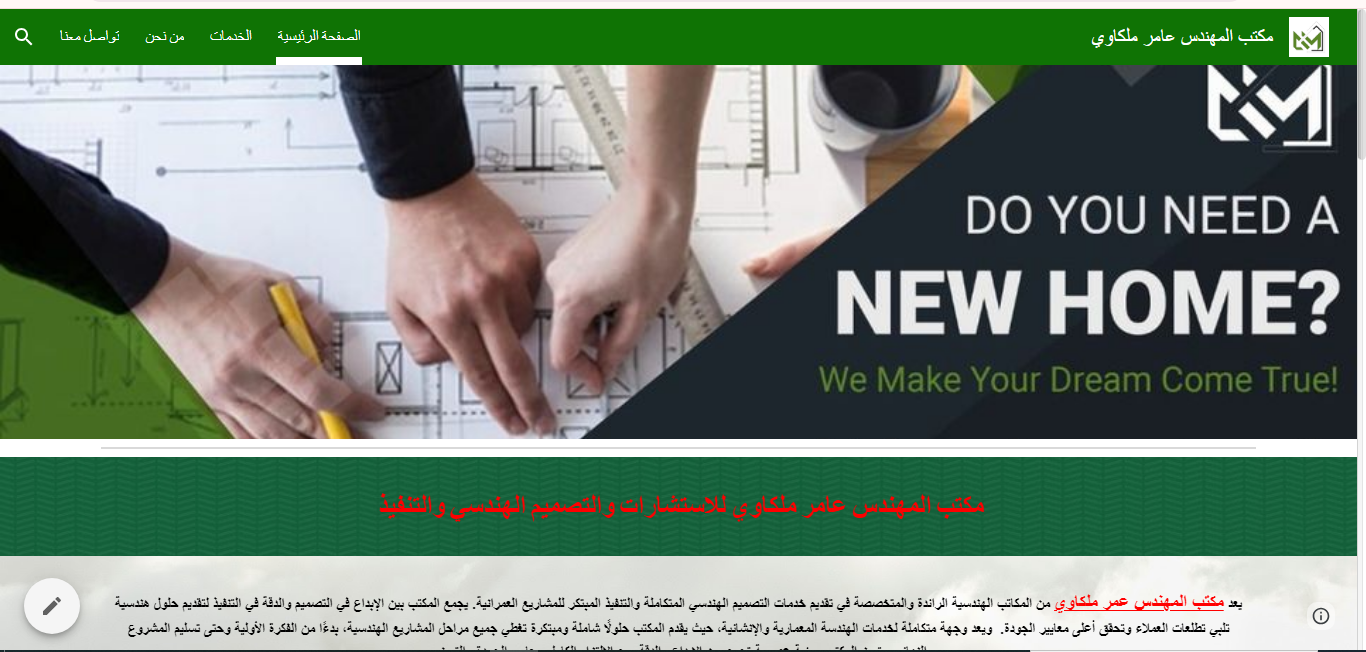 مكتب المهندس عامر ملكاوي
الصفحة الرئيسية
الخدمات
من نحن
تواصل معنا
DO YOU NEED A
NEW HOME?
We Make Your Dream Come True!
مكتب المهندس عامر ملكاوي للاستشارات والتصميم الهندسي والتنفيذ
يعد مكتب المهندس عمر ملكاوي من المكاتب الهندسية الرائدة والمتخصصة في تقديم خدمات التصميم الهندسي المتكاملة والتنفيذ المبتكر للمشاريع العمرانية. يجمع المكتب بين الإبداع في التصميم والدقة في التنفيذ لتقديم حلول هندسية
تلبي تطلعات العملاء وتحقق أعلى معايير الجودة. ويعد وجهة متكاملة لخدمات الهندسة المعمارية والإنشائية، حيث يقدم المكتب حلولًا شاملة ومبتكرة تغطي جميع مراحل المشاريع الهندسية، بدءًا من الفكرة الأولية وحتى تسليم المشروع